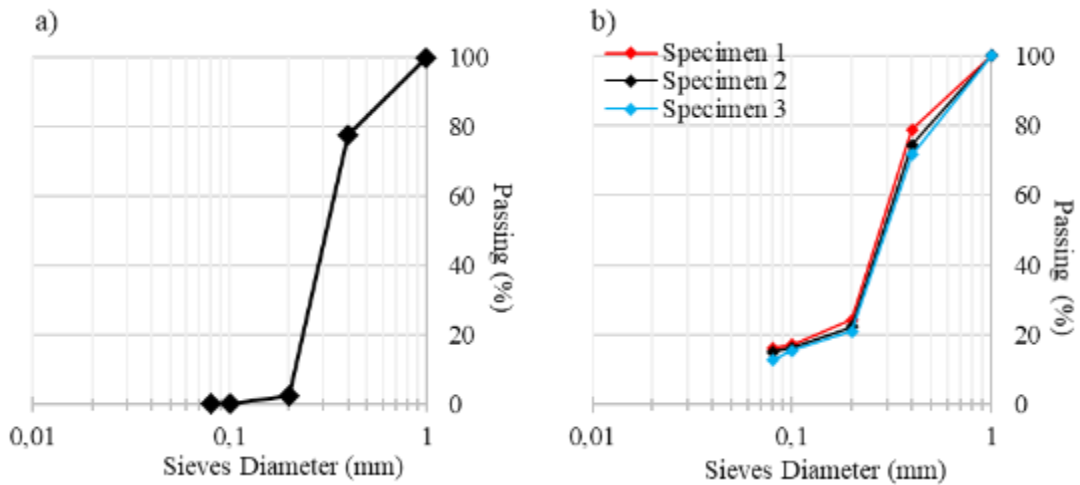 a)
100
80
60
40
20
0
Passing (%)
0,01
0,1
1
Sieves Diameter (mm)
b)
Specimen 1
Specimen 2
Specimen 3
100
80
60
40
20
0
Passing (%)
0,01
0,1
1
Sieves Diameter (mm)